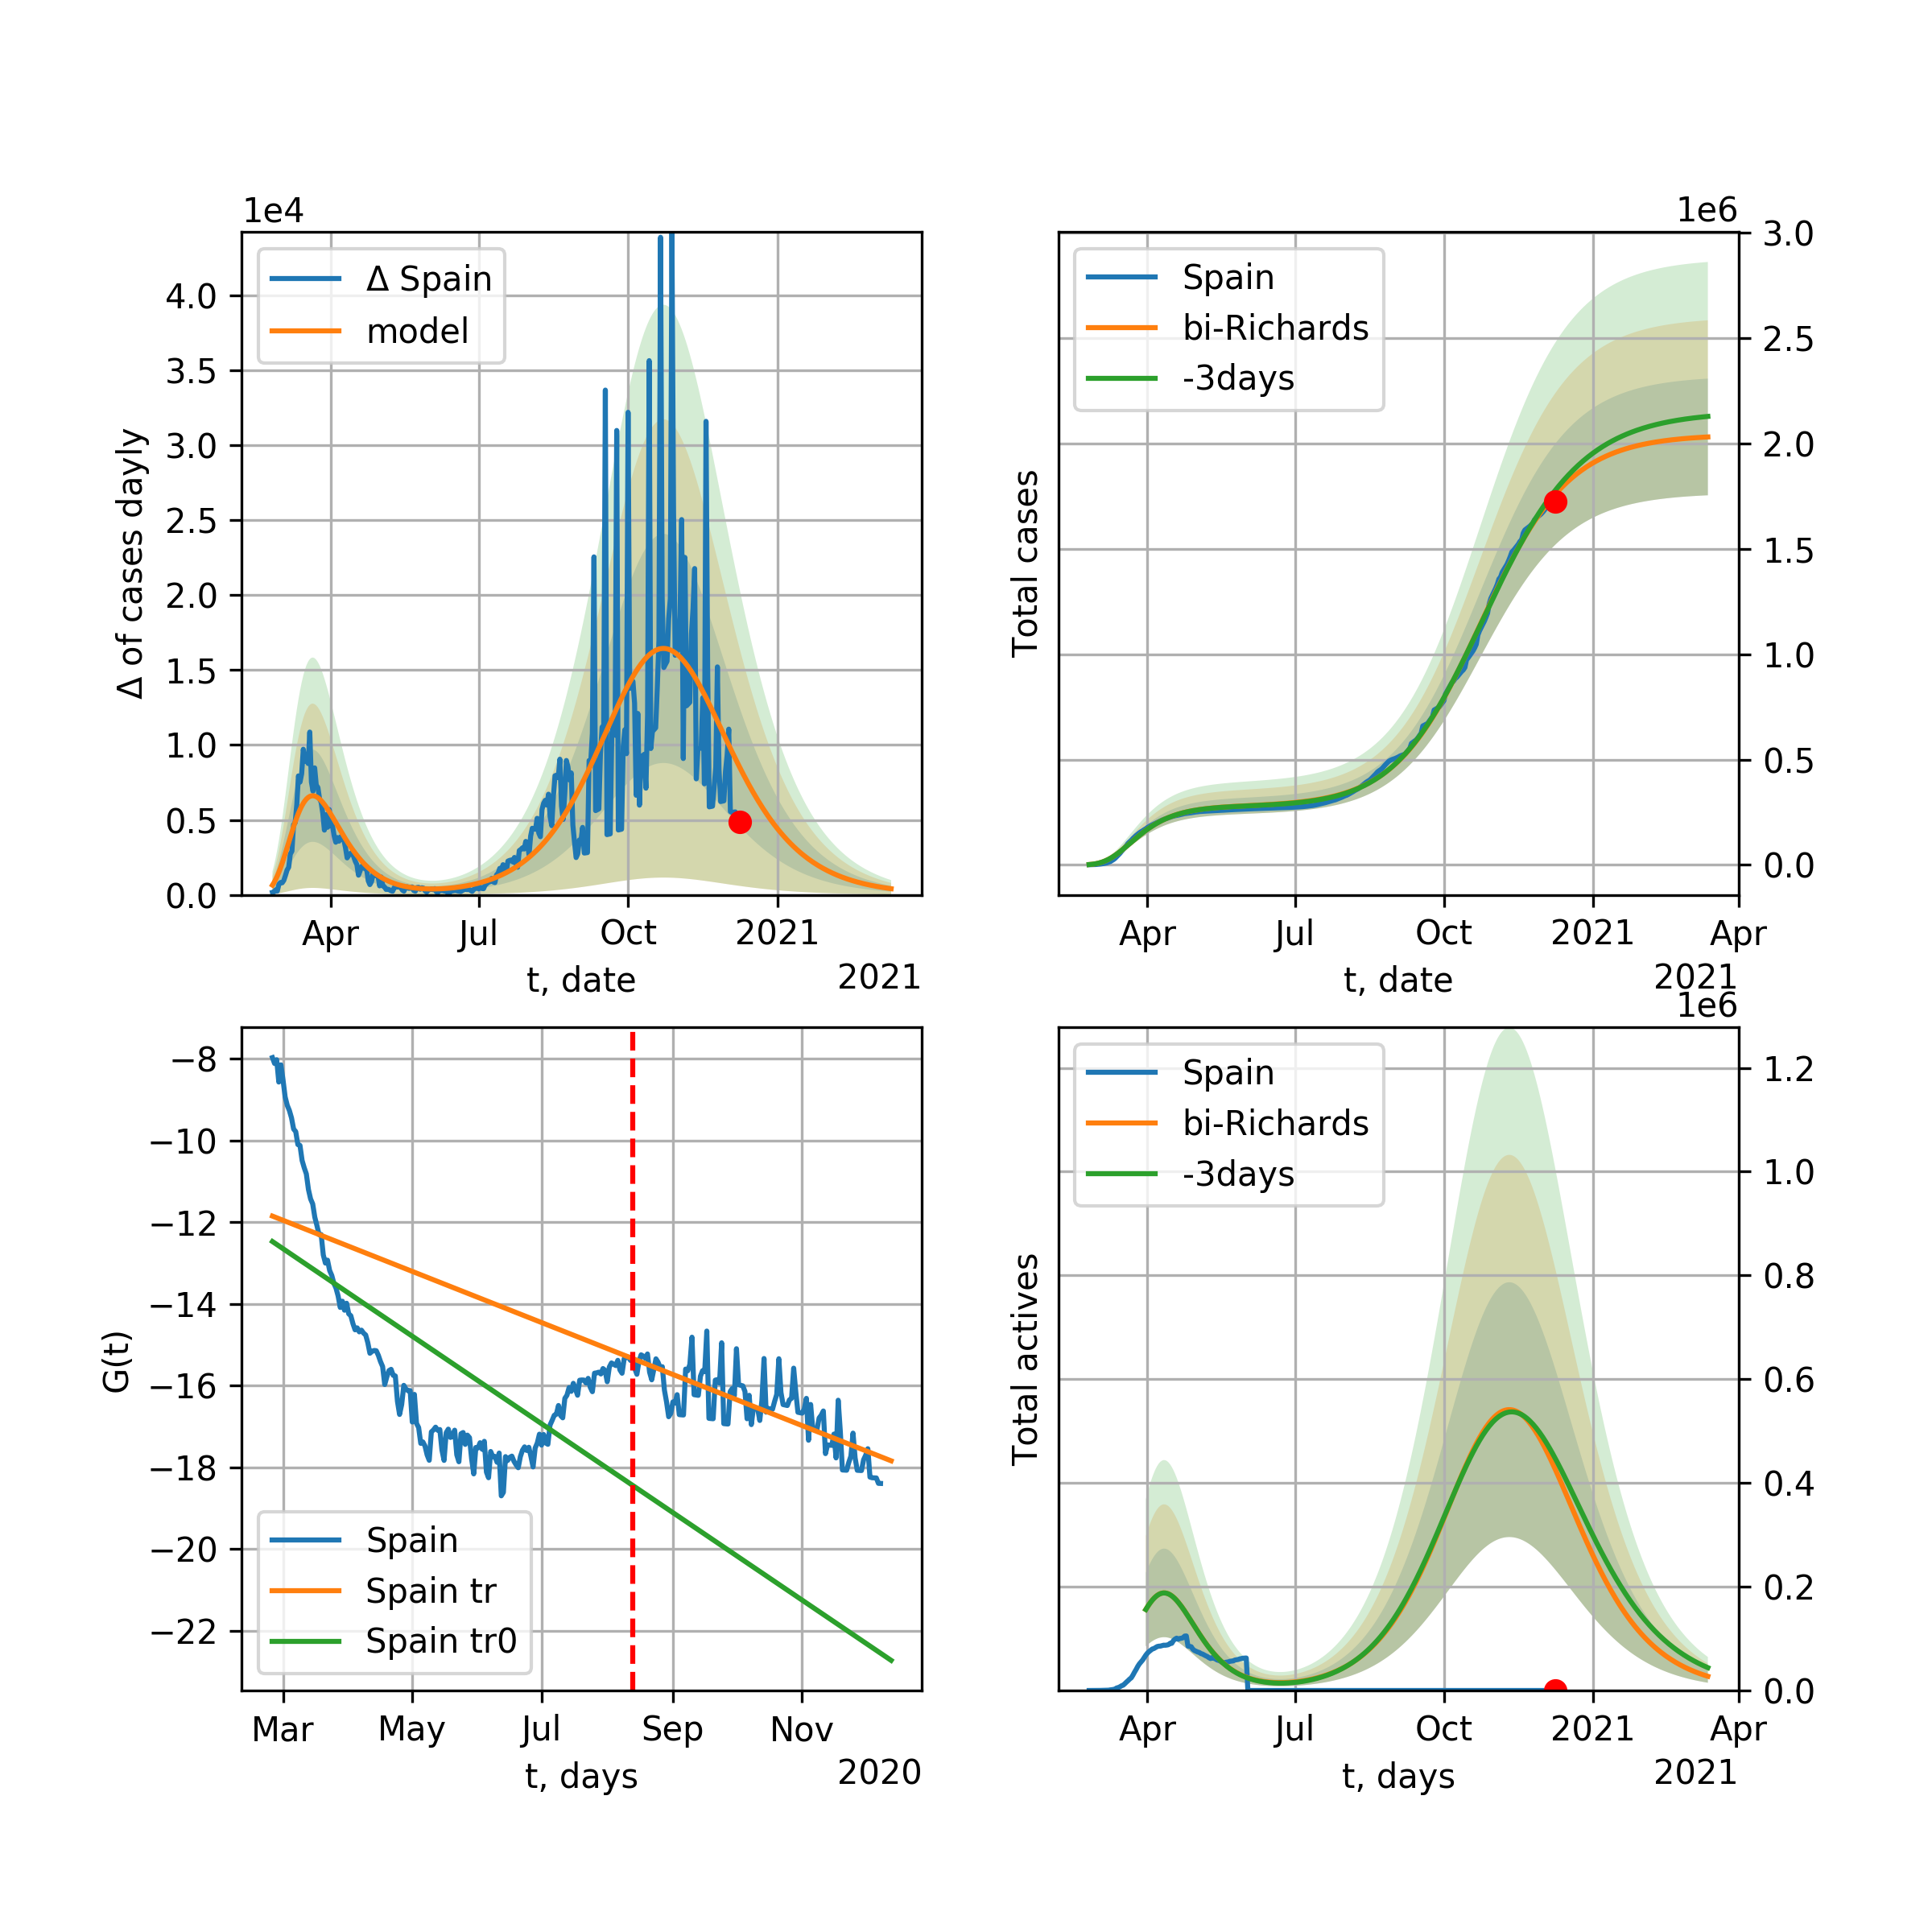 1e4
Δ Spain
model
4.0
3.5
3.0
2.5
2.0
1.5
1.0
0.5
0.0
Δ of cases dayly
Apr
Jul
Oct
2021
t, date
2021
1e6
Spain
bi-Richards
-3days
3.0
2.5
2.0
1.5
1.0
0.5
0.0
Total cases
Apr
Jul
Oct
2021
Apr
t, date
2021
−8
−10
−12
−14
−16
−18
−20
−22
G(t)
Spain
Spain tr
Spain tr0
Mar
May
Jul
Sep
Nov
t, days
2020
1e6
Spain
bi-Richards
-3days
1.2
1.0
0.8
0.6
0.4
0.2
0.0
Total actives
Apr
Jul
Oct
2021
Apr
t, days
2021